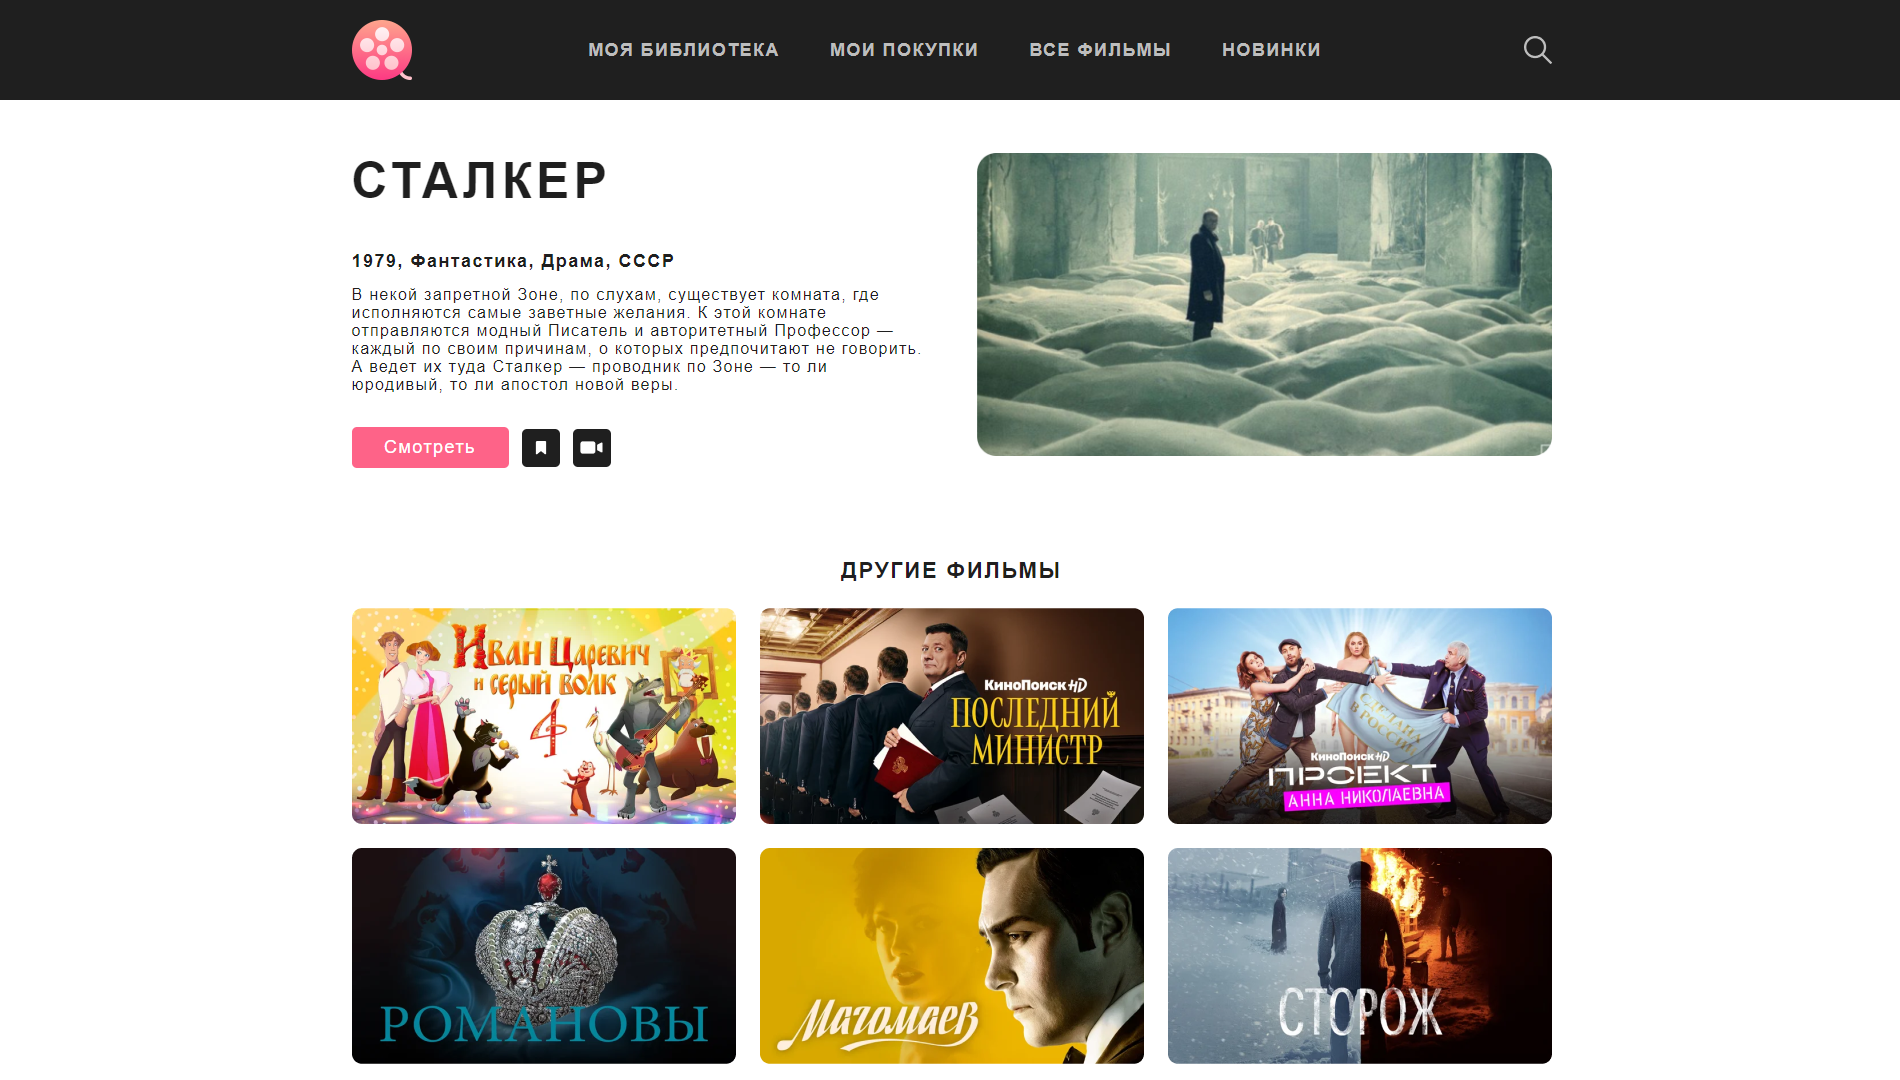 МОЯ БИБЛИОТЕКА МОИ ПОКУПКИ ВСЕ ФИЛЬМЫ НОВИНКИ
СТАЛКЕР
1979, Фантастика, Драма, СССР
В некой запретной Зоне, по слухам, существует комната, где
исполняются самые заветные желания. К этой комнате
отправляются модный Писатель и авторитетный Профессор —
каждый по своим причинам, о которых предпочитают не говорить.
А ведет их туда Сталкер — проводник по Зоне — то ли
юродивый, то ли апостол новой веры.
Смотреть
ДРУГИЕ ФИЛЬМЫ
Иван Царевич
и серый волк
4
КиноПоиск HD
ПОСЛЕДНИЙ
МИНИСТР
СДЕЛАНО
В РОССИИ
КиноПоиск HD
ПРОЕКТ
АННА НИКОЛАЕВНА
РОМАНОВЫ
Магомаев
СТОРОЖ